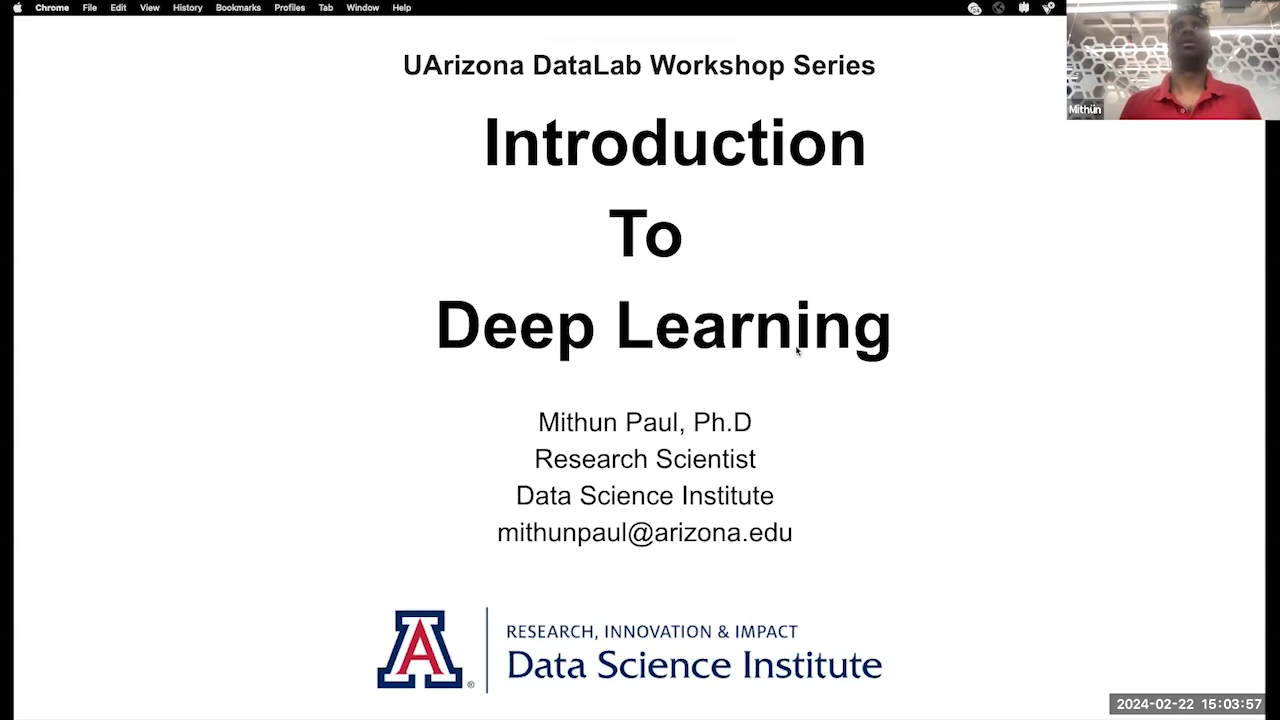 Chrome File Edit View History Bookmarks Profiles Tab Window Help
Mithün
UArizona DataLab Workshop Series
Introduction
To
Deep Learning
Mithun Paul, Ph.D
Research Scientist
Data Science Institute
mithunpaul@arizona.edu
A®
RESEARCH, INNOVATION & IMPACT
Data Science Institute
2024-02-22 15:03:57